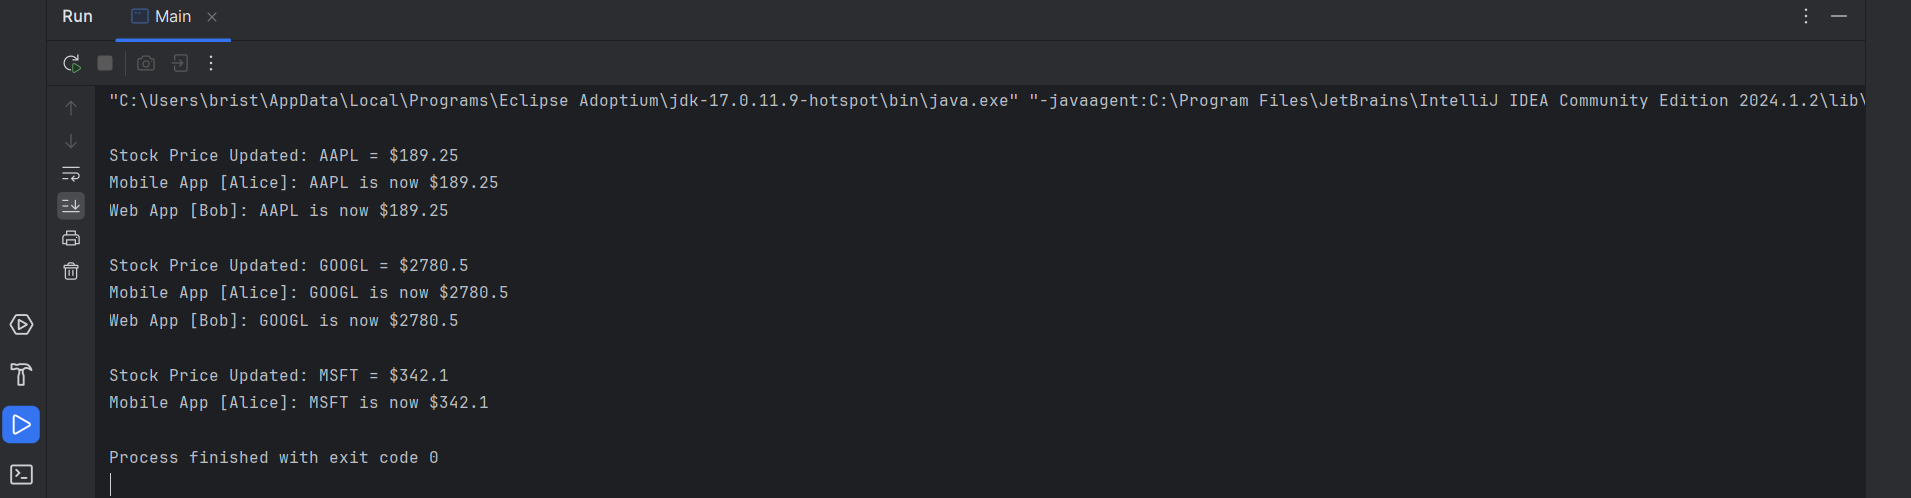 Run Main
"C:\Users\brist\AppData\Local\Programs\Eclipse Adoptium\jdk-17.0.11.9-hotspot\bin\java.exe" "-javaagent:C:\Program Files\JetBrains\IntelliJ IDEA Community Edition 2024.1.2\lib\
Stock Price Updated: AAPL = $189.25
Mobile App [Alice]: AAPL is now $189.25
Web App [Bob]: AAPL is now $189.25
Stock Price Updated: GOOGL = $2780.5
Mobile App [Alice]: GOOGL is now $2780.5
Web App [Bob]: GOOGL is now $2780.5
Stock Price Updated: MSFT = $342.1
Mobile App [Alice]: MSFT is now $342.1
Process finished with exit code 0